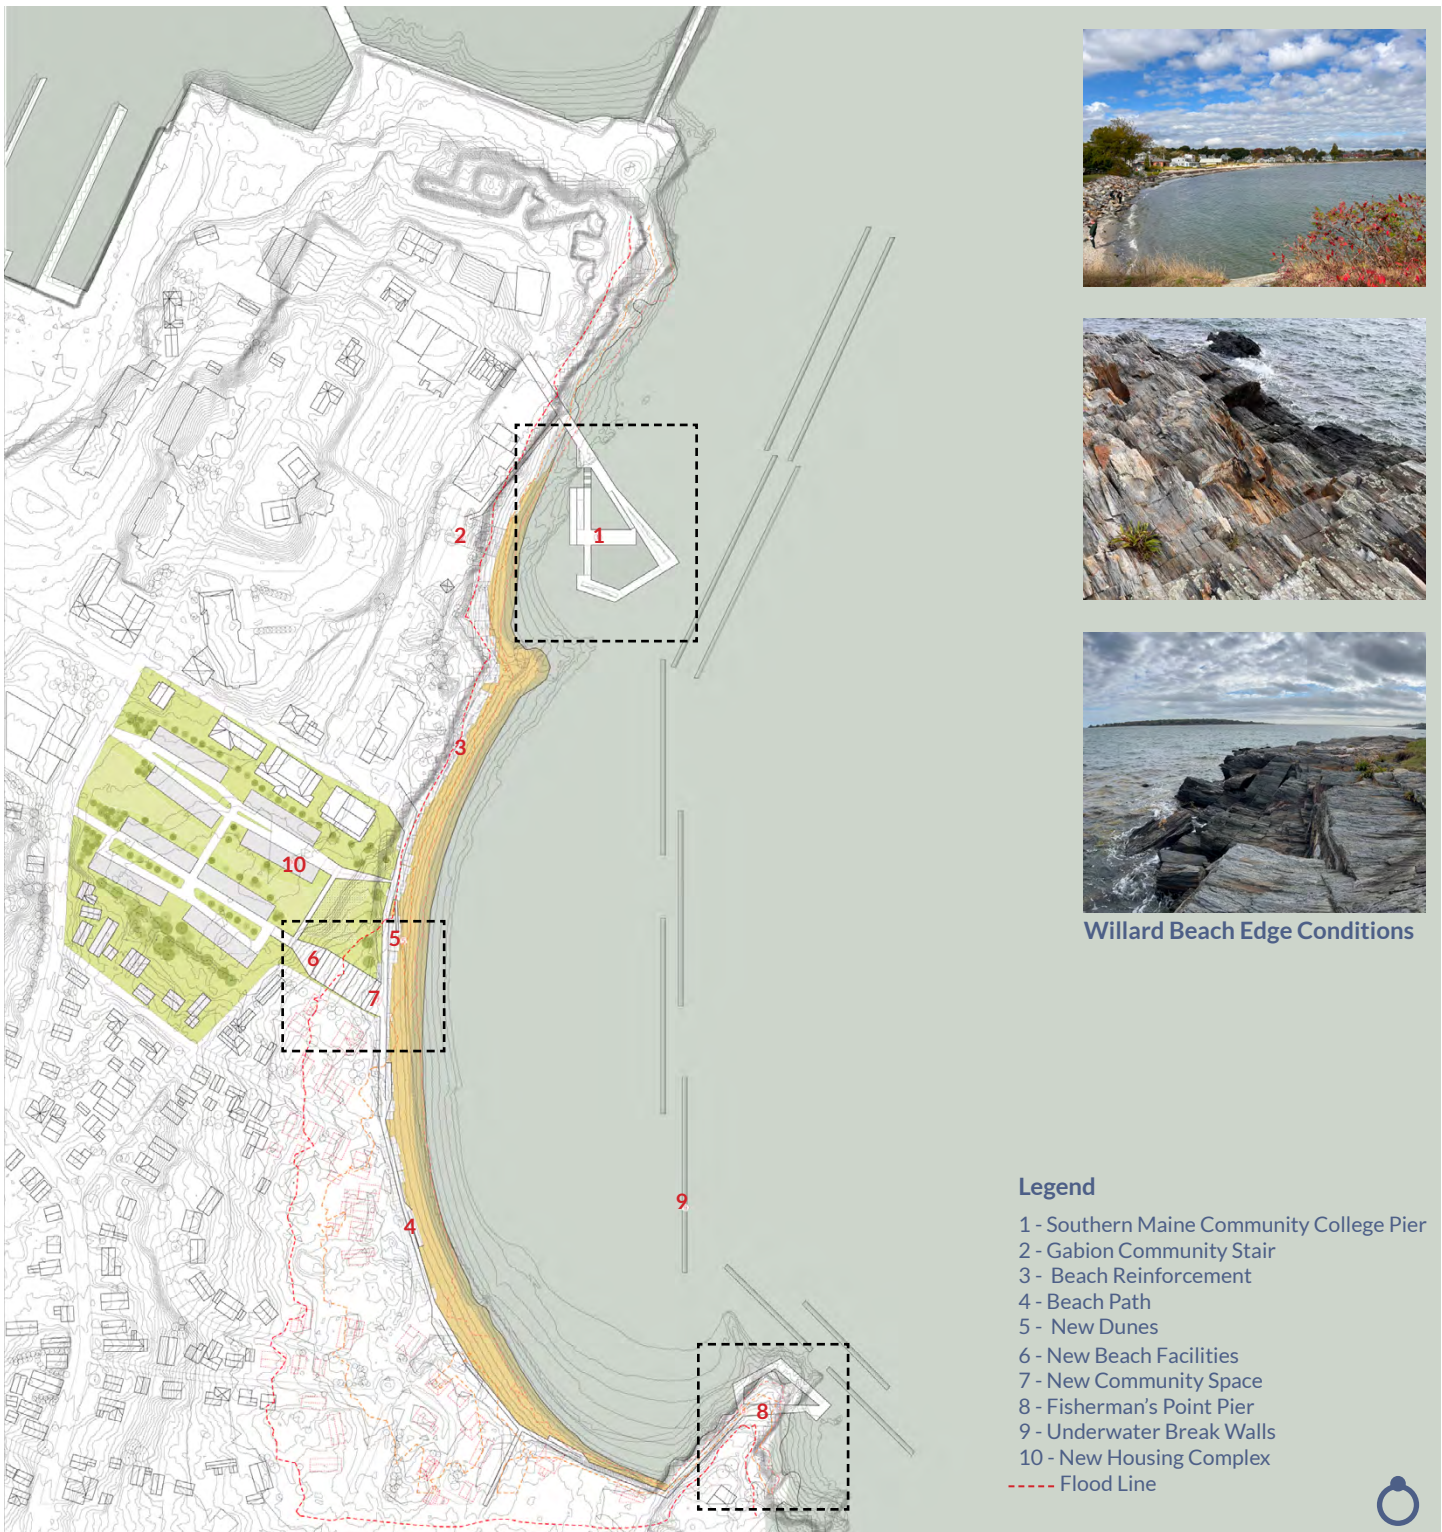 2
1
3
10
5
6
7
4
9
8
Willard Beach Edge Conditions
Legend
1 - Southern Maine Community College Pier
2 - Gabion Community Stair
3 - Beach Reinforcement
4 - Beach Path
5 - New Dunes
6 - New Beach Facilities
7 - New Community Space
8 - Fisherman's Point Pier
9 - Underwater Break Walls
10 - New Housing Complex
Flood Line